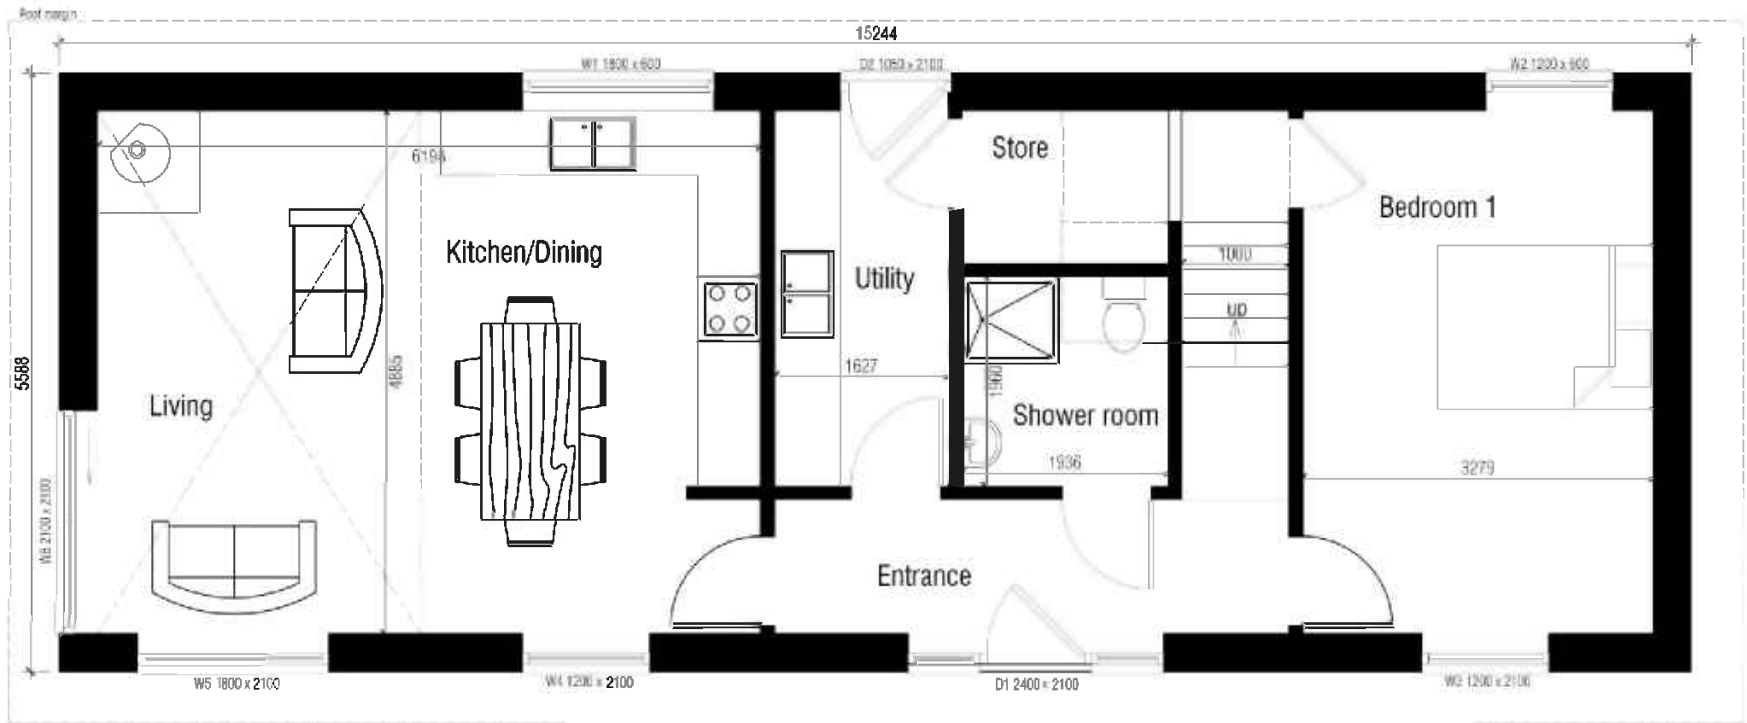 Roof margin
15244
W1 1800 x 600
D2 1050 x 2100
W2 1200 x 600
6194
Store
Bedroom 1
Kitchen/Dining
1000
Utility
UP
5588
4885
1627
1960
Living
Shower room
1936
3279
W6 2100 x 2100
Entrance
W5 1800 x 2100
W4 1200 x 2100
D1 2400 x 2100
W3 1200 x 2100